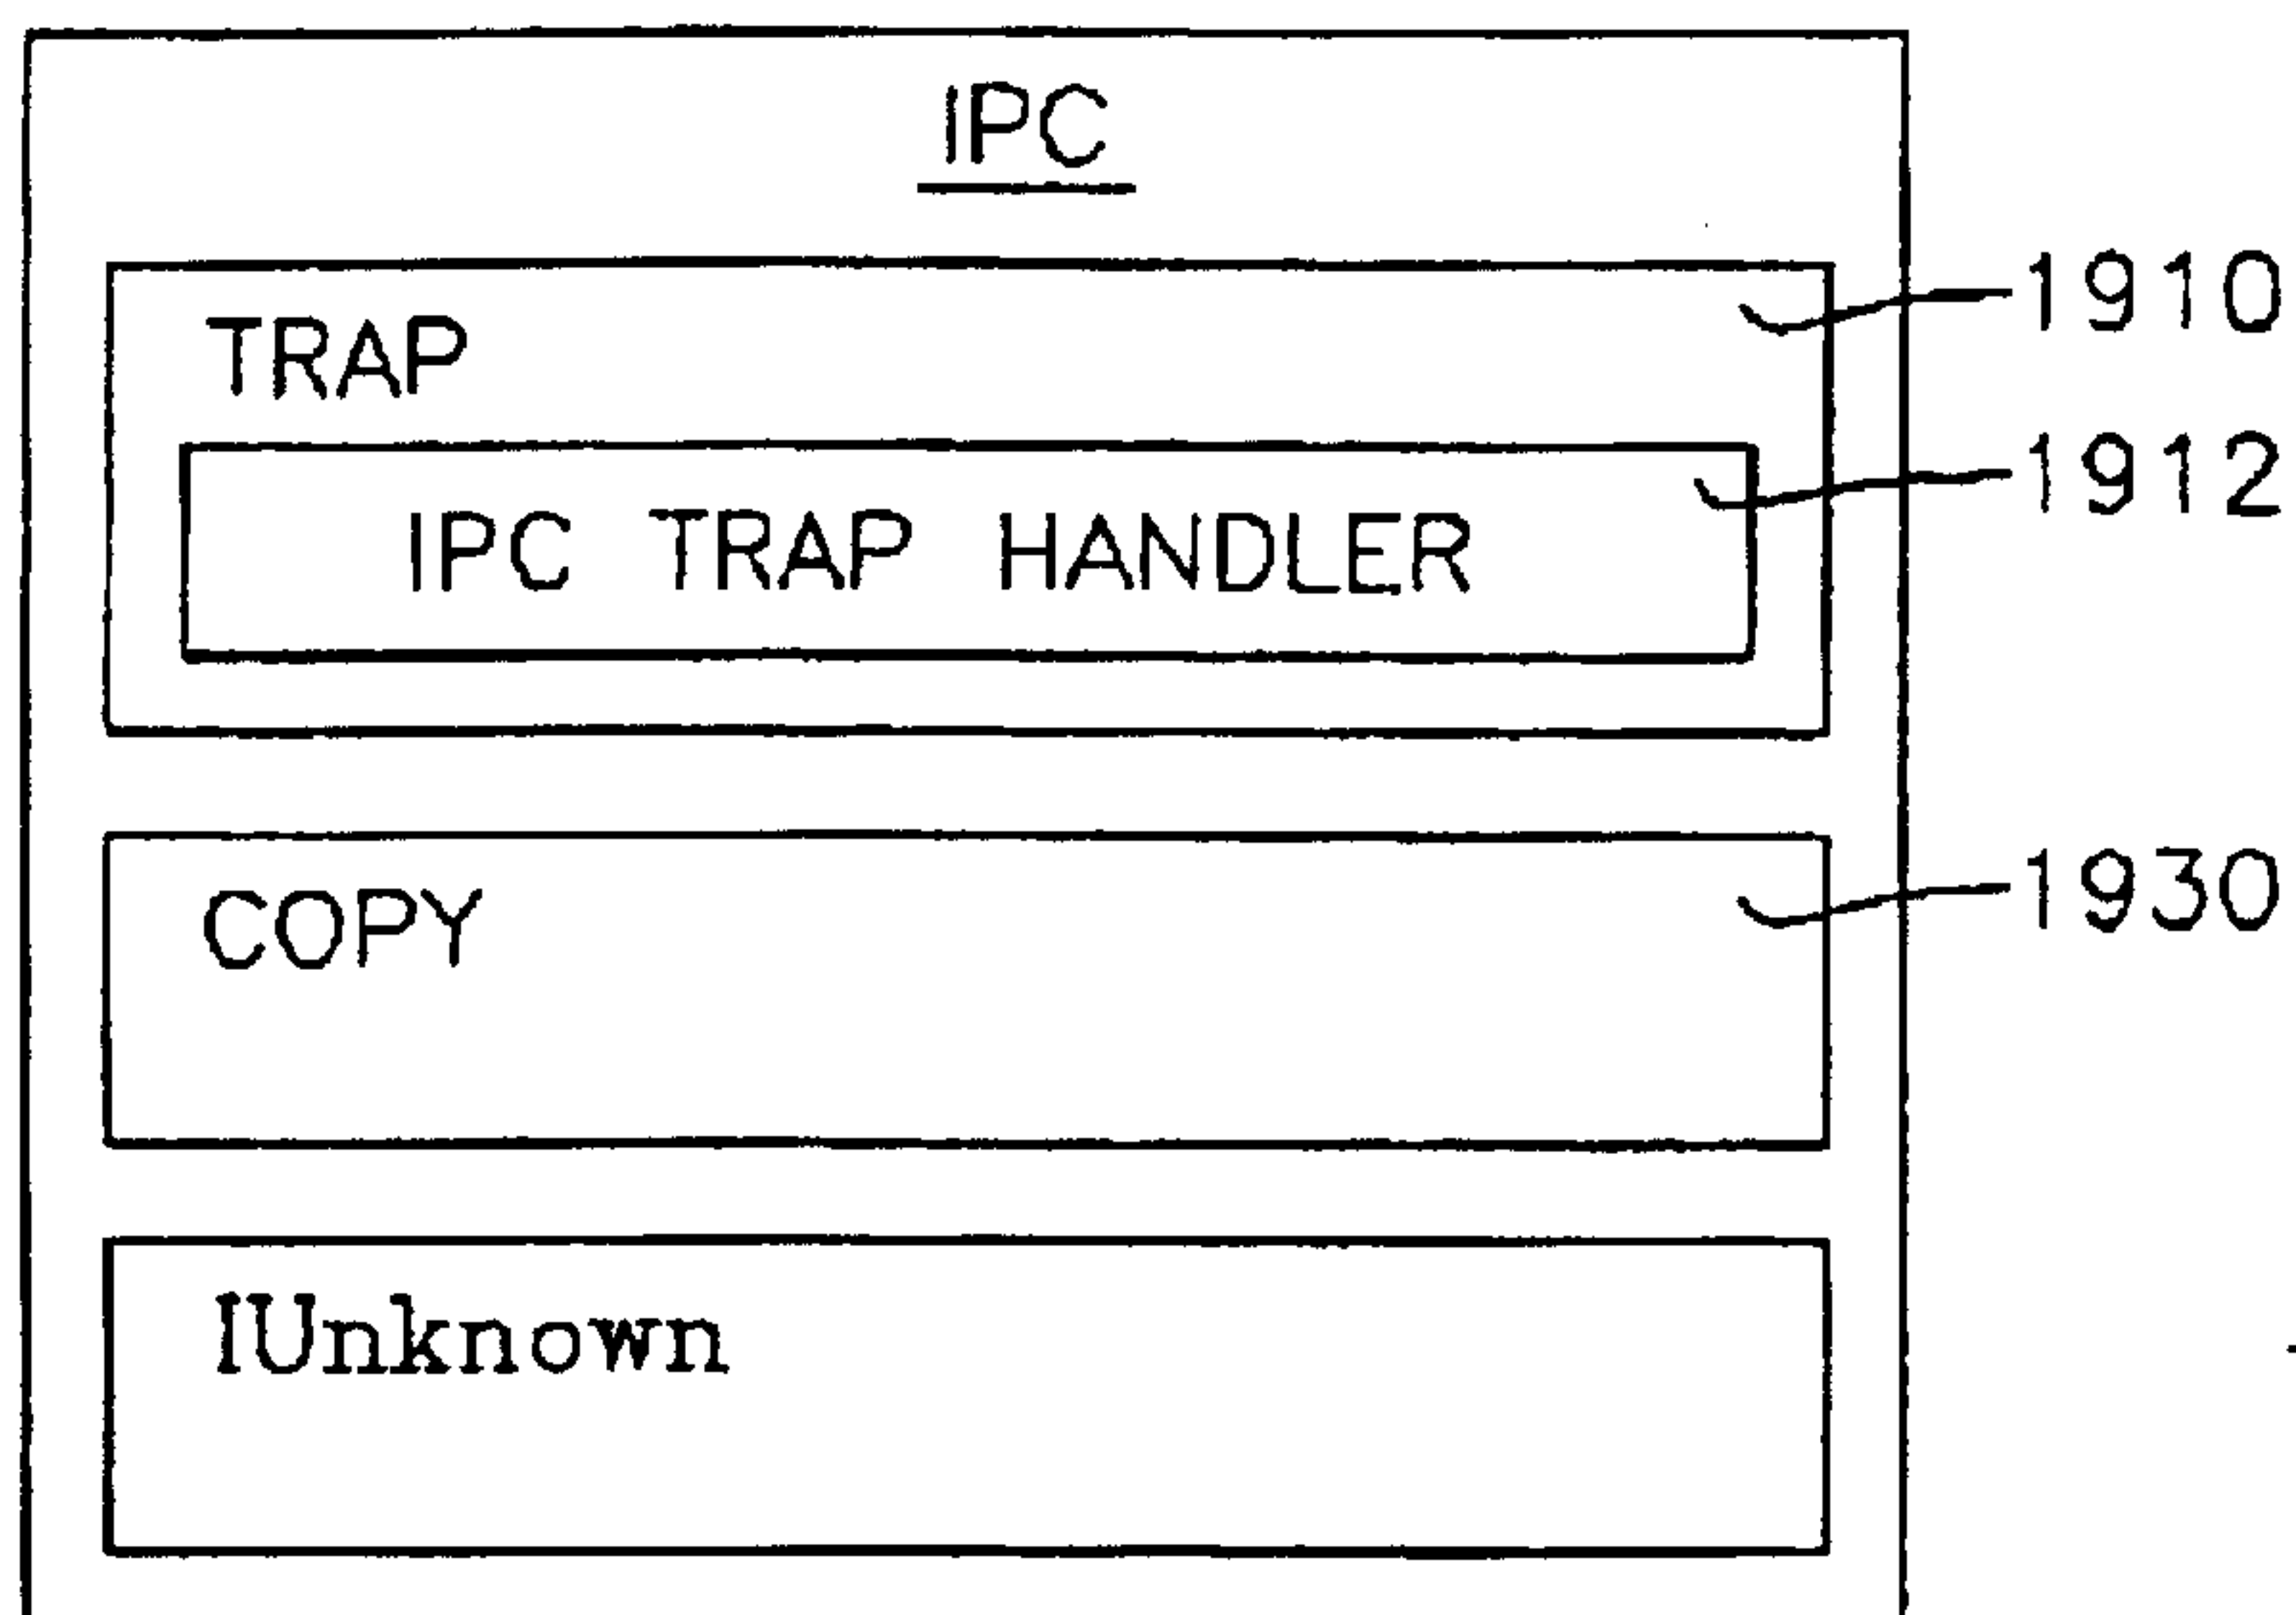 IPC
1910
TRAP
1912
IPC TRAP HANDLER
1930
COPY
IUnknown